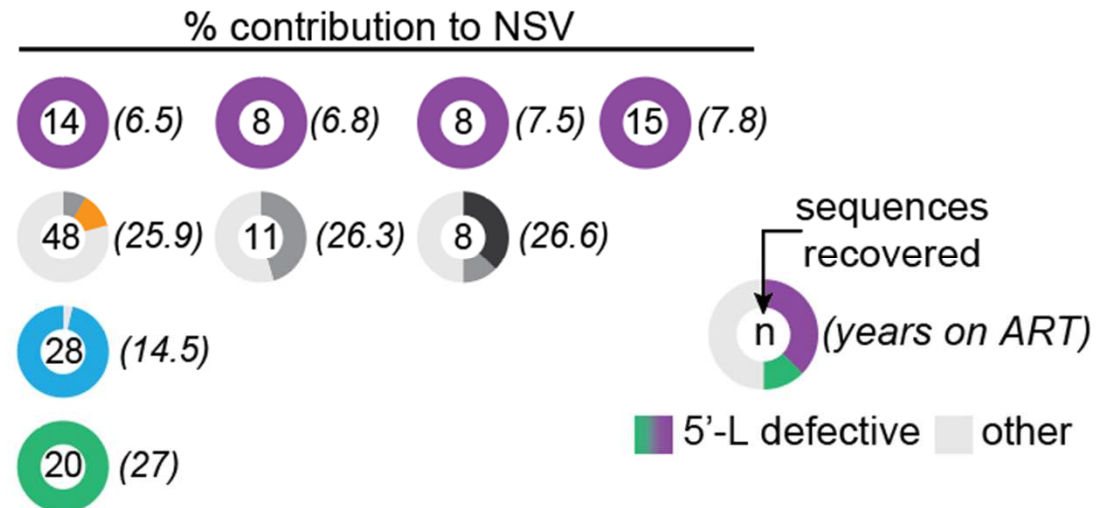 % contribution to NSV
14 (6.5) 8 (6.8) 8 (7.5) 15 (7.8)
48 (25.9) 11 (26.3) 8 (26.6)
sequences
recovered
n (years on ART)
28 (14.5)
5'-L defective other
20 (27)